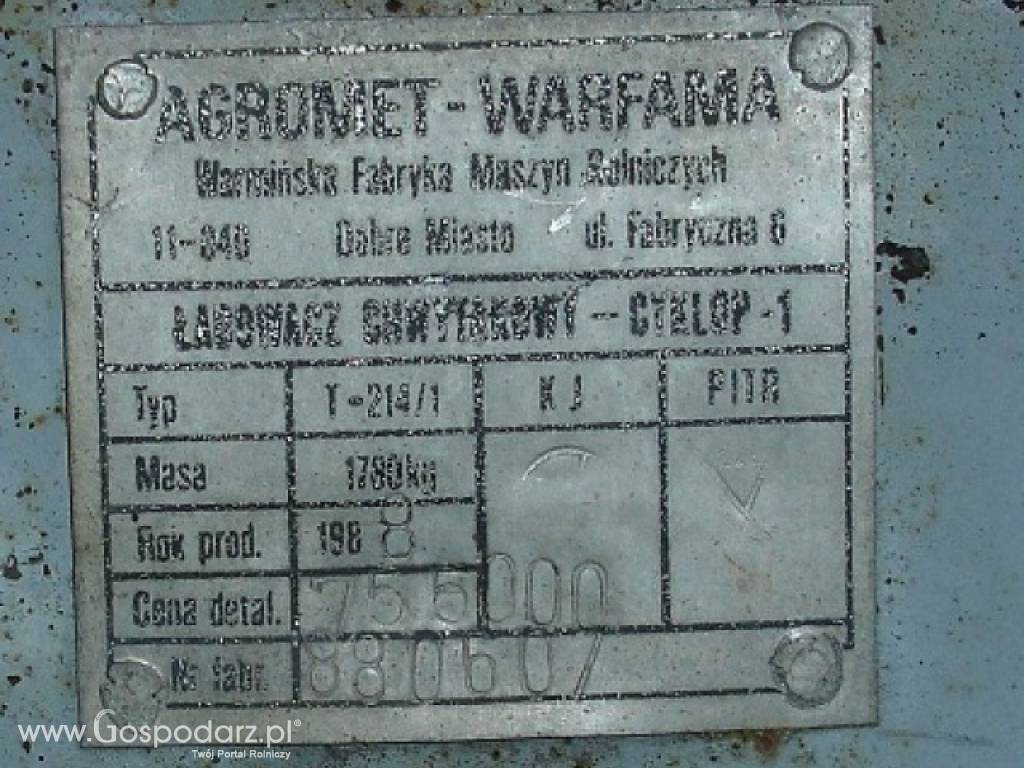 AGROMET-WARFAMA
Warmińska Fabryka Maszyn Rolniczych
11-040 Dobre Miasto ul. Fabryczna 6
ŁADOWACZ CHWYTAKOWY - CYKLOP-1
Typ T-214/1 KJ PITR
Masa 1780kg
Rok prod. 1988
Cena detal. 755000
Nr fabr. 880607
www.Gospodarz.pl®
Twój Portal Rolniczy